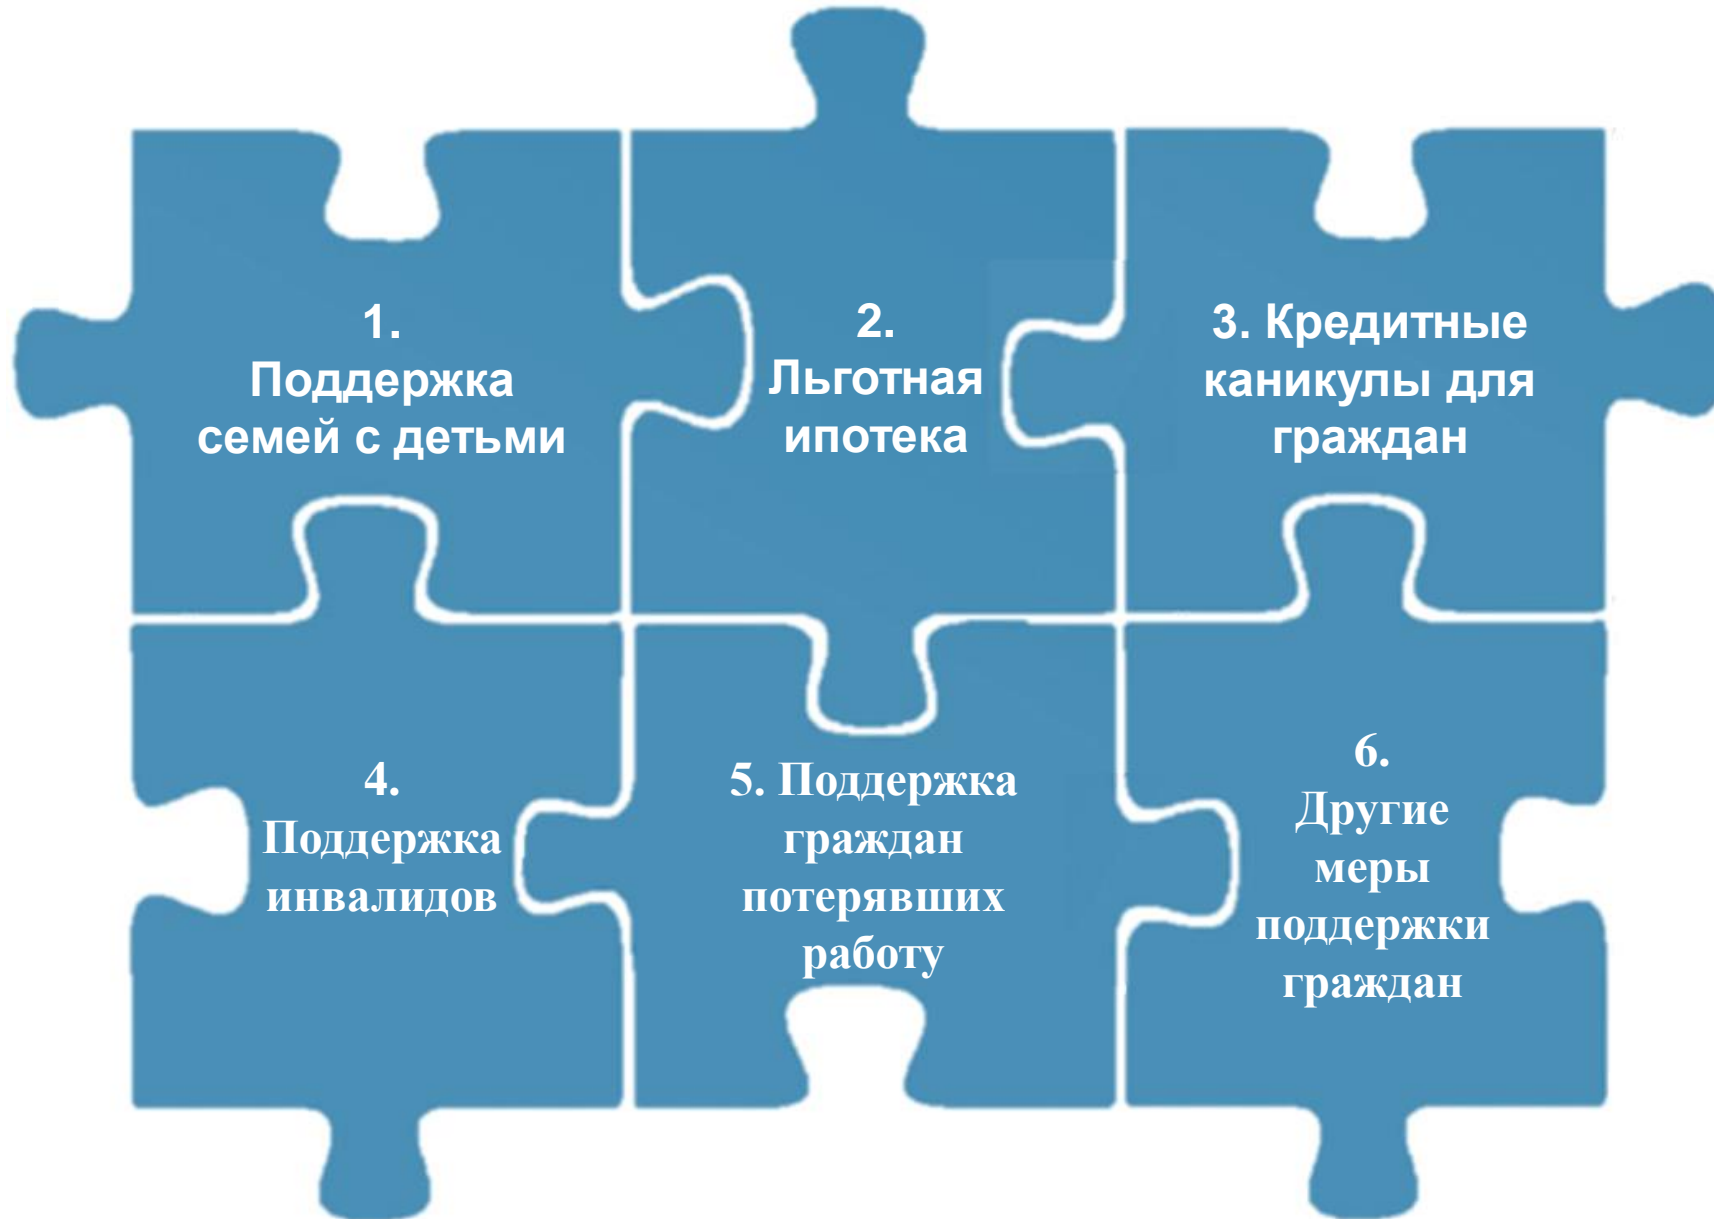 1.
Поддержка
семей с детьми
2.
Льготная
ипотека
3. Кредитные
каникулы для
граждан
4.
Поддержка
инвалидов
5. Поддержка
граждан
потерявших
работу
6.
Другие
меры
поддержки
граждан